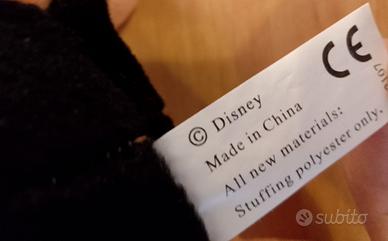 CE
© Disney
Made in China
All new materials:
Stuffing polyester only.
subito